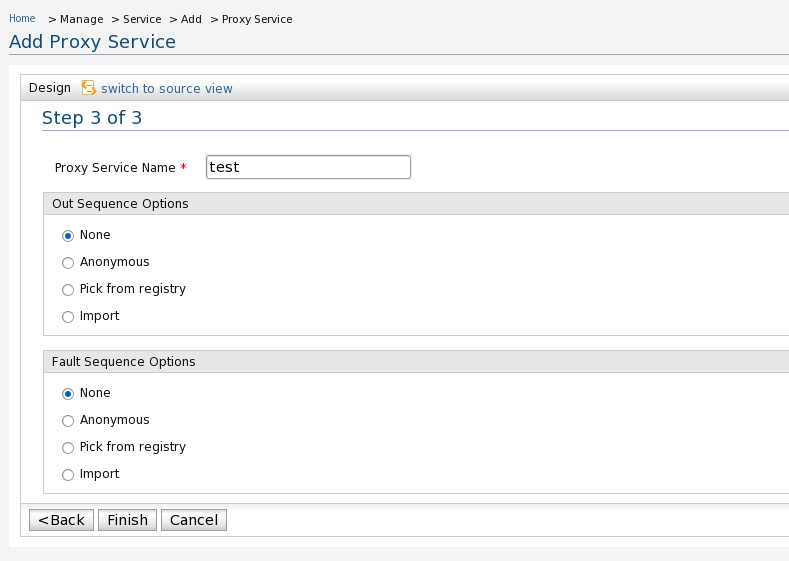 Home > Manage > Service > Add > Proxy Service
Add Proxy Service
Design switch to source view
Step 3 of 3
Proxy Service Name * test
Out Sequence Options
None
Anonymous
Pick from registry
Import
Fault Sequence Options
None
Anonymous
Pick from registry
Import
<Back Finish Cancel